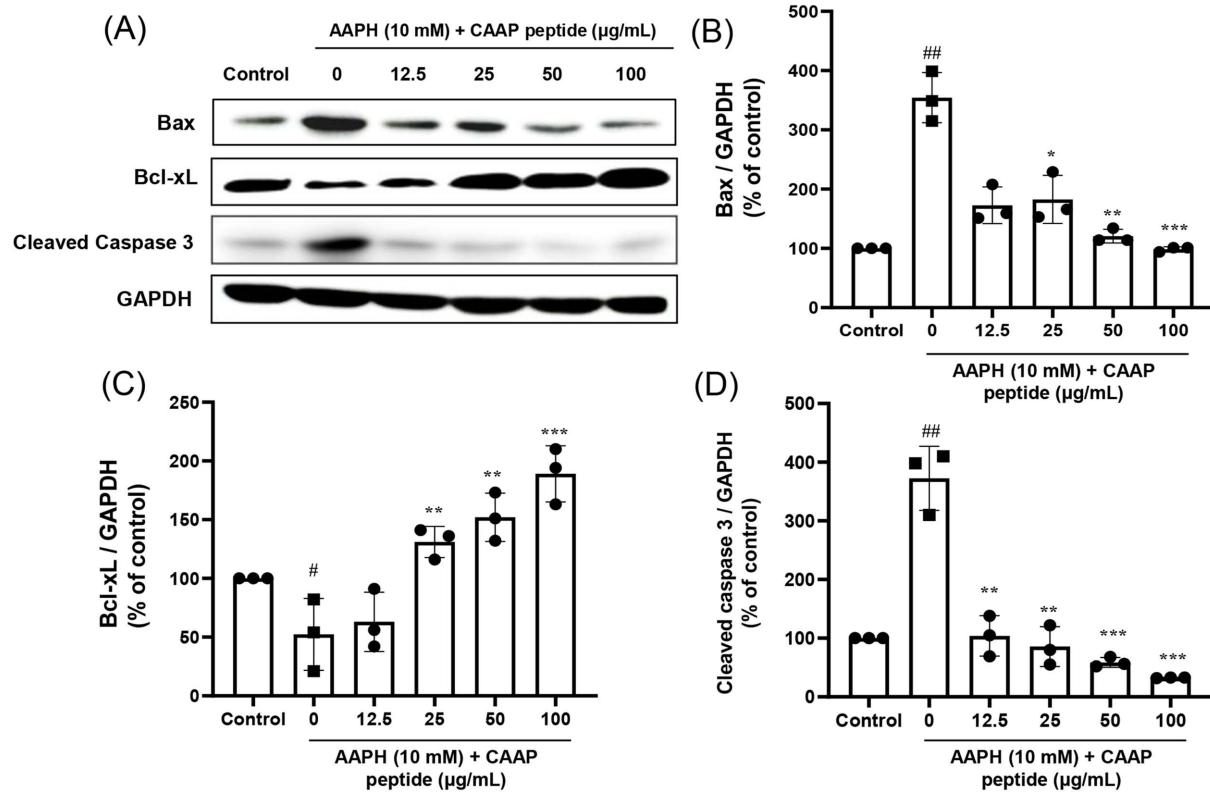 (A)
AAPH (10 mM) + CAAP peptide (µg/mL)
Control 0 12.5 25 50 100
Bax
Bcl-xL
Cleaved Caspase 3
GAPDH
(B)
Bax / GAPDH
(% of control)
500
400
300
200
100
0
##
*
**
***
Control 0 12.5 25 50 100
AAPH (10 mM) + CAAP
peptide (µg/mL)
(C)
Bcl-xL / GAPDH
(% of control)
250
200
150
100
50
0
#
**
**
***
Control 0 12.5 25 50 100
AAPH (10 mM) + CAAP
peptide (µg/mL)
(D)
Cleaved caspase 3 / GAPDH
(% of control)
500
400
300
200
100
0
##
**
**
***
***
Control 0 12.5 25 50 100
AAPH (10 mM) + CAAP
peptide (µg/mL)